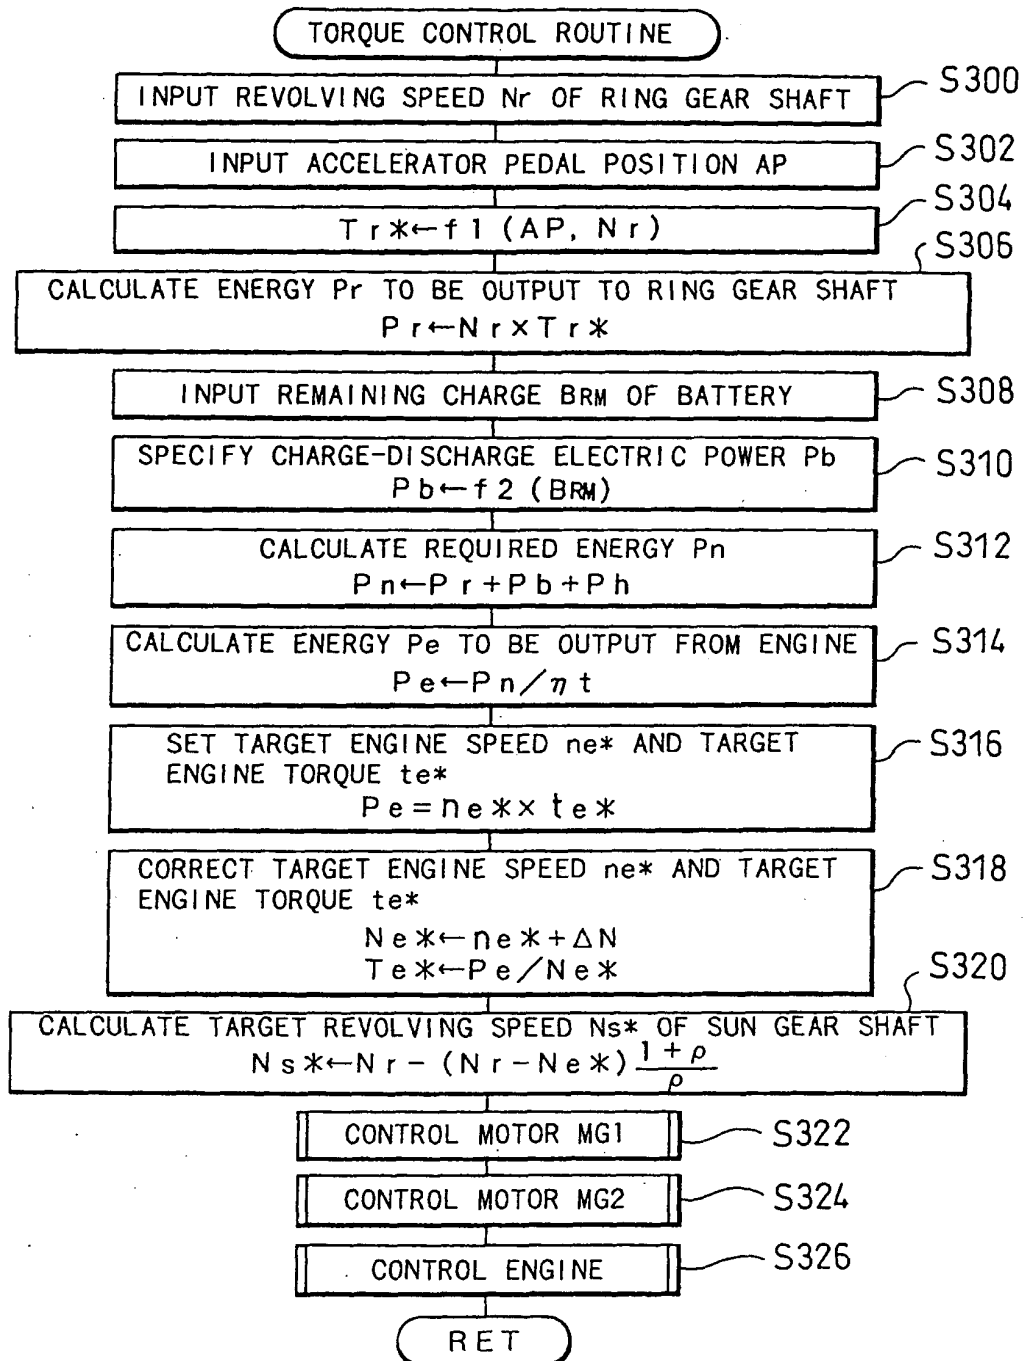 TORQUE CONTROL ROUTINE
INPUT REVOLVING SPEED Nr OF RING GEAR SHAFT
S300
INPUT ACCELERATOR PEDAL POSITION AP
S302
Tr*←f1 (AP, Nr)
S304
CALCULATE ENERGY Pr TO BE OUTPUT TO RING GEAR SHAFT
Pr←Nr×Tr*
S306
INPUT REMAINING CHARGE BRM OF BATTERY
S308
SPECIFY CHARGE-DISCHARGE ELECTRIC POWER Pb
Pb←f2 (BRM)
S310
CALCULATE REQUIRED ENERGY Pn
Pn←Pr+Pb+Ph
S312
CALCULATE ENERGY Pe TO BE OUTPUT FROM ENGINE
Pe←Pn/ηt
S314
SET TARGET ENGINE SPEED ne* AND TARGET
ENGINE TORQUE te*
Pe=ne*×te*
S316
CORRECT TARGET ENGINE SPEED ne* AND TARGET
ENGINE TORQUE te*
Ne*←ne*+ΔN
Te*←Pe/Ne*
S318
CALCULATE TARGET REVOLVING SPEED Ns* OF SUN GEAR SHAFT
Ns*←Nr-(Nr-Ne*) 1+ρ/ρ
S320
CONTROL MOTOR MG1
S322
CONTROL MOTOR MG2
S324
CONTROL ENGINE
S326
RET